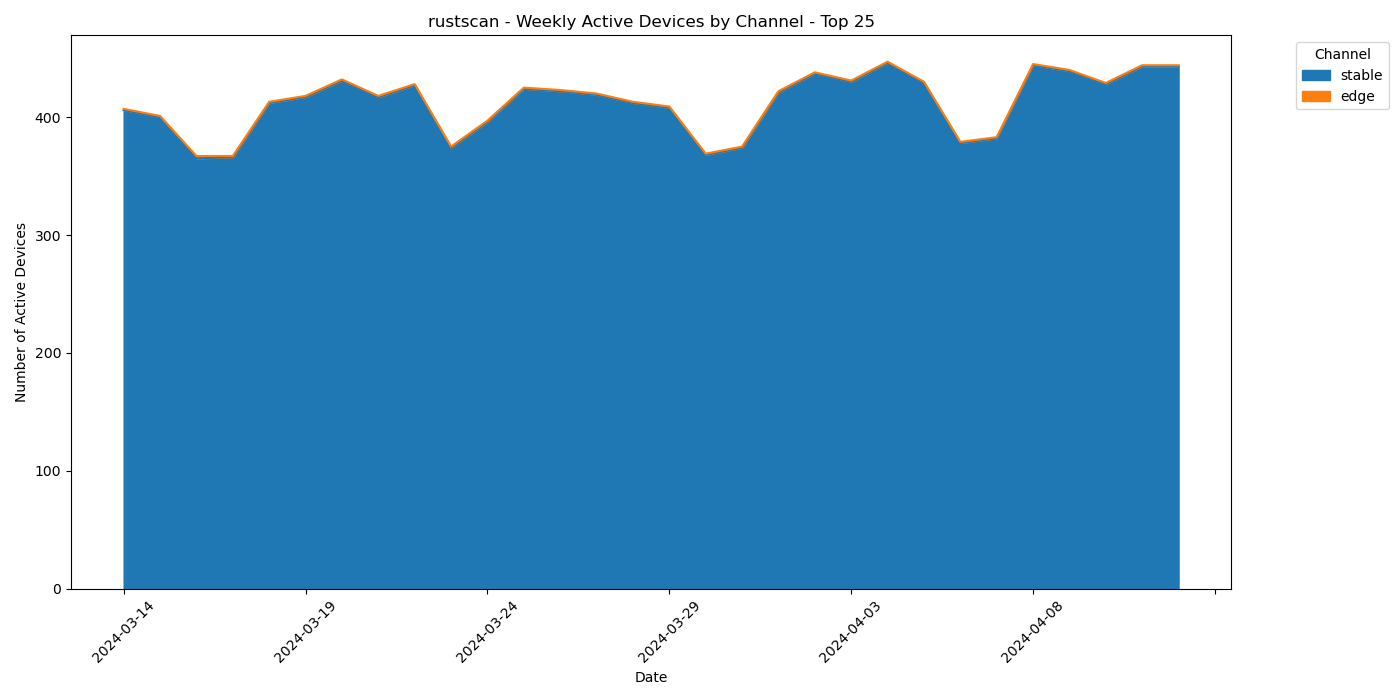 rustscan - Weekly Active Devices by Channel - Top 25
Channel
stable
edge
Number of Active Devices
400
300
200
100
0
2024-03-14
2024-03-19
2024-03-24
2024-03-29
2024-04-03
2024-04-08
Date